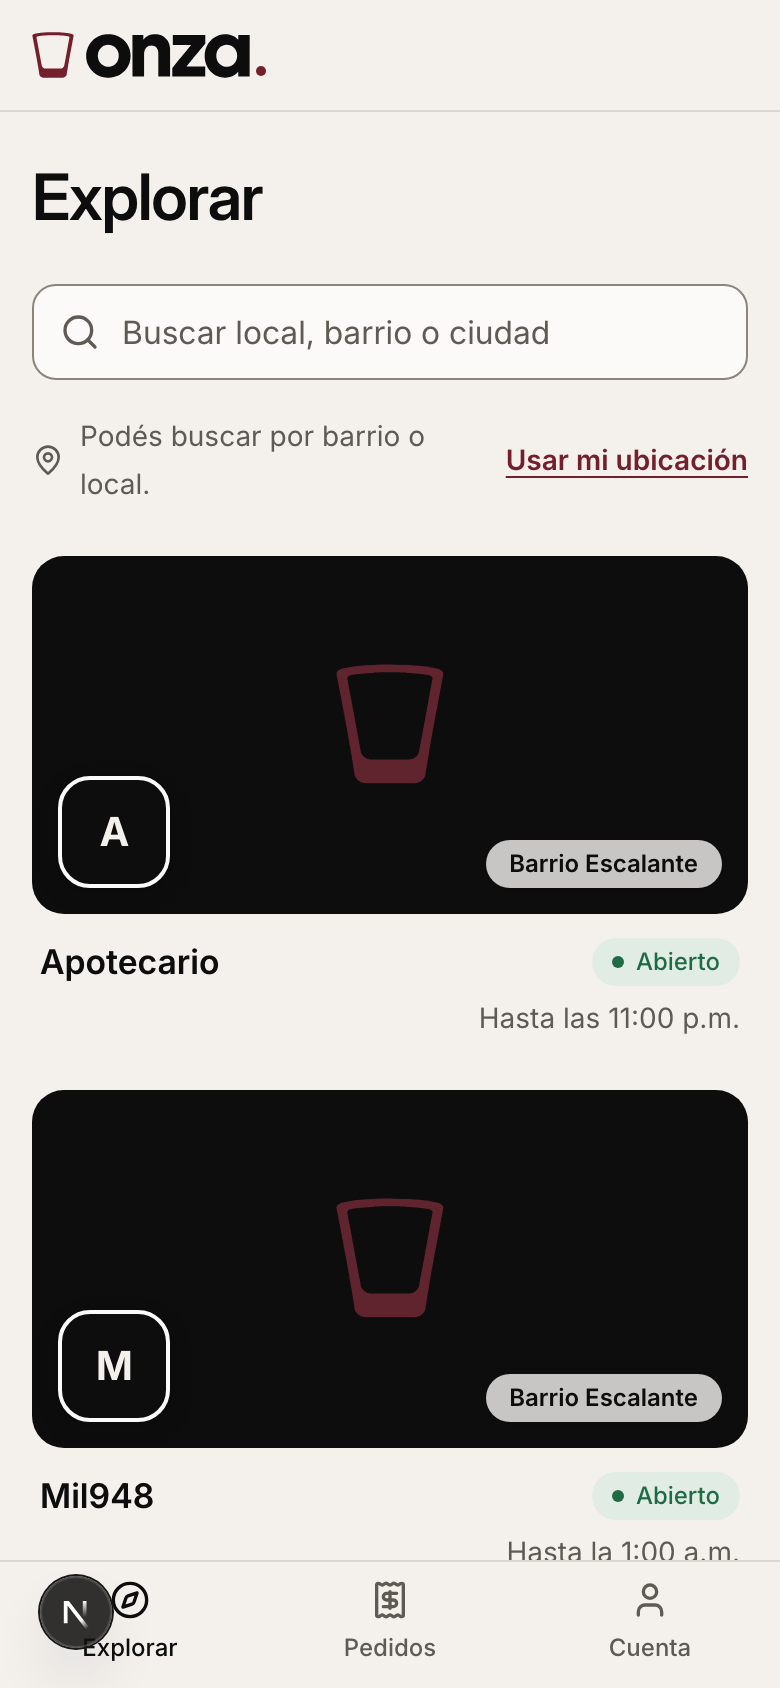 onza.
Explorar
Buscar local, barrio o ciudad
Podés buscar por barrio o
local.
Usar mi ubicación
A
Barrio Escalante
Apotecario
Abierto
Hasta las 11:00 p.m.
M
Barrio Escalante
Mil948
Abierto
Hasta la 1:00 a.m.
N
Explorar
Pedidos
Cuenta